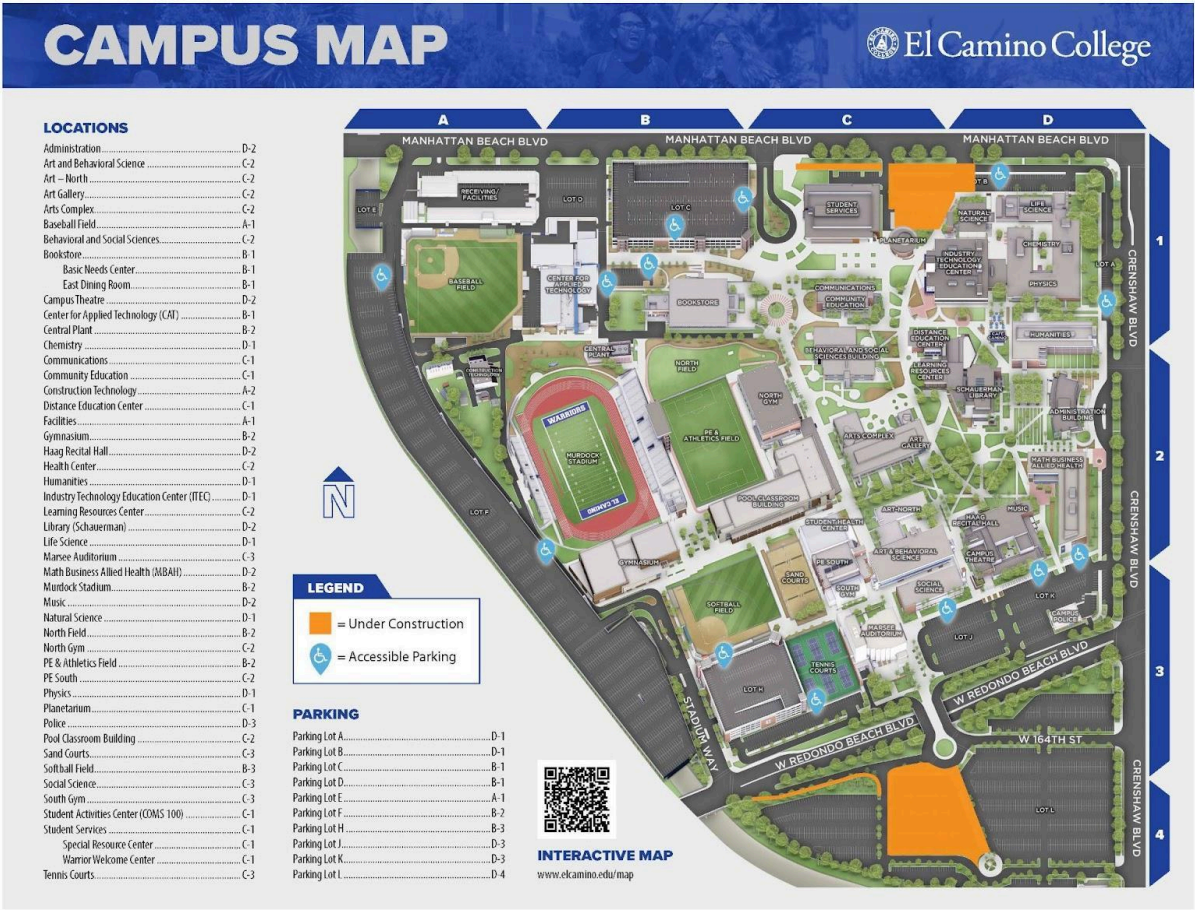 CAMPUS MAP
El Camino College
LOCATIONS
Administration D-2
Art and Behavioral Science C-2
Art – North C-2
Art Gallery C-2
Arts Complex C-2
Baseball Field A-1
Behavioral and Social Sciences C-2
Bookstore B-1
Basic Needs Center B-1
East Dining Room B-1
Campus Theatre D-2
Center for Applied Technology (CAT) B-1
Central Plant B-2
Chemistry D-1
Communications C-1
Community Education C-1
Construction Technology A-2
Distance Education Center C-1
Facilities A-1
Gymnasium B-2
Haag Recital Hall D-2
Health Center C-2
Humanities D-1
Industry Technology Education Center (ITEC) D-1
Learning Resources Center C-2
Library (Schauerman) D-2
Life Science D-1
Marsee Auditorium C-3
Math Business Allied Health (MBAH) D-2
Murdock Stadium B-2
Music D-2
Natural Science D-1
North Field B-2
North Gym C-2
PE & Athletics Field B-2
PE South C-2
Physics D-1
Planetarium C-1
Police D-3
Pool Classroom Building C-2
Sand Courts C-3
Softball Field B-3
Social Science C-3
South Gym C-3
Student Activities Center (COMS 100) C-1
Student Services C-1
Special Resource Center C-1
Warrior Welcome Center C-1
Tennis Courts C-3
N
LEGEND
= Under Construction
= Accessible Parking
PARKING
Parking Lot A D-1
Parking Lot B D-1
Parking Lot C B-1
Parking Lot D B-1
Parking Lot E A-1
Parking Lot F B-2
Parking Lot H B-3
Parking Lot J D-3
Parking Lot K D-3
Parking Lot L D-4
INTERACTIVE MAP
www.elcamino.edu/map
A
B
C
D
1
2
3
4
MANHATTAN BEACH BLVD
MANHATTAN BEACH BLVD
MANHATTAN BEACH BLVD
CRENSHAW BLVD
CRENSHAW BLVD
CRENSHAW BLVD
RECEIVING/
FACILITIES
LOT E
LOT D
LOT C
STUDENT
SERVICES
LOT B
LIFE
SCIENCE
NATURAL
SCIENCE
PLANETARIUM
CHEMISTRY
INDUSTRY
TECHNOLOGY
EDUCATION
CENTER
PHYSICS
LOT A
BASEBALL
FIELD
CENTER FOR
APPLIED
TECHNOLOGY
BOOKSTORE
COMMUNICATIONS
COMMUNITY
EDUCATION
HUMANITIES
DISTANCE
EDUCATION
CENTER
CENTRAL
PLANT
BEHAVIORAL AND SOCIAL
SCIENCES BUILDING
CONSTRUCTION
TECHNOLOGY
NORTH
FIELD
LEARNING
RESOURCES
CENTER
SCHAUERMAN
LIBRARY
NORTH
GYM
WARRIORS
MURDOCK
STADIUM
EL CAMINO
PE &
ATHLETICS FIELD
ARTS COMPLEX
ART
GALLERY
ADMINISTRATION
BUILDING
MATH BUSINESS
ALLIED HEALTH
POOL CLASSROOM
BUILDING
LOT F
ART-NORTH
MUSIC
HAAG
RECITAL HALL
STUDENT HEALTH
CENTER
ART & BEHAVIORAL
SCIENCE
CAMPUS
THEATRE
GYMNASIUM
PE SOUTH
SAND
COURTS
SOUTH
GYM
SOCIAL
SCIENCE
SOFTBALL
FIELD
LOT K
CAMPUS
POLICE
MARSEE
AUDITORIUM
LOT J
TENNIS
COURTS
LOT H
STADIUM WAY
W REDONDO BEACH BLVD
W REDONDO BEACH BLVD
W 164TH ST
LOT L